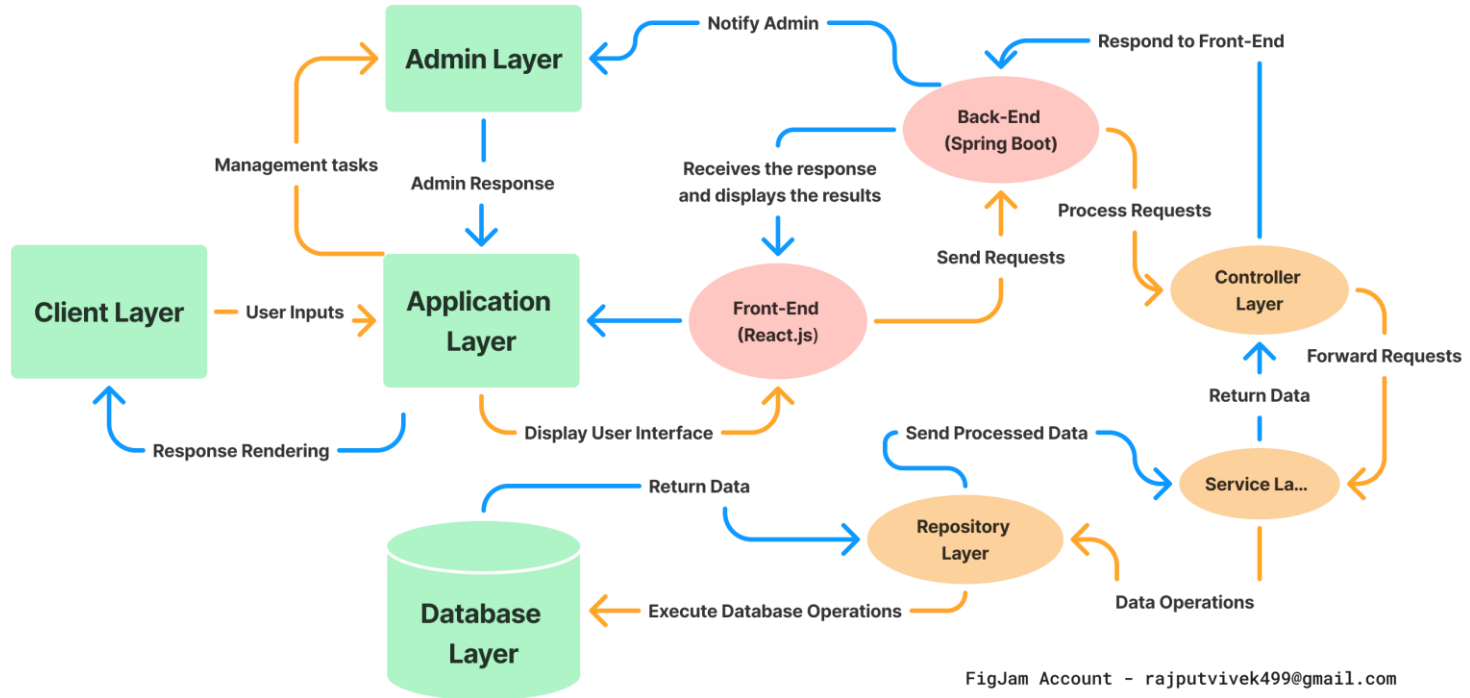 Notify Admin
Respond to Front-End
Admin Layer
Back-End
(Spring Boot)
Management tasks
Admin Response
Receives the response
and displays the results
Process Requests
Send Requests
Client Layer
User Inputs
Application
Layer
Front-End
(React.js)
Controller
Layer
Forward Requests
Return Data
Response Rendering
Display User Interface
Send Processed Data
Return Data
Service La...
Repository
Layer
Database
Layer
Execute Database Operations
Data Operations
FigJam Account - rajputvivek499@gmail.com